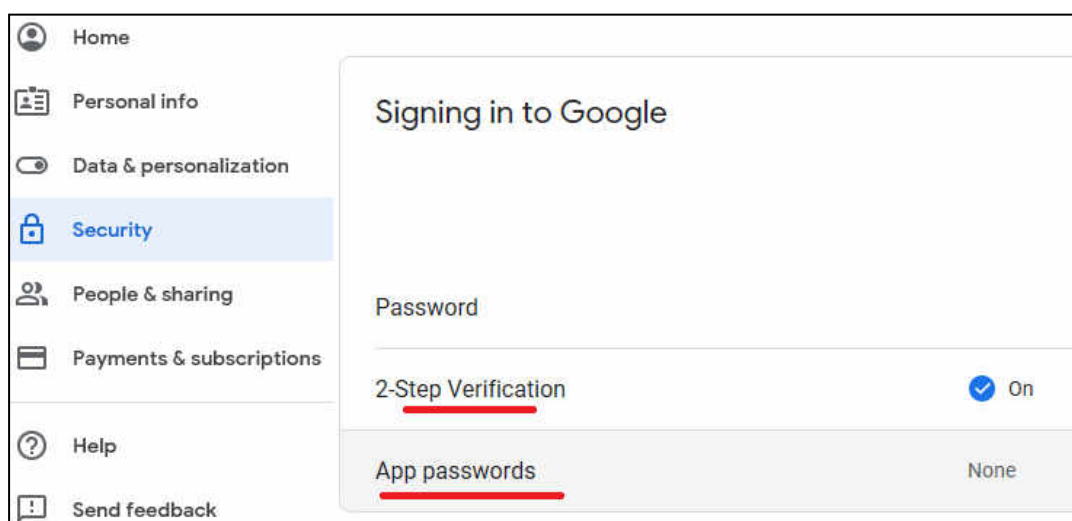 Home
Personal info
Data & personalization
Security
People & sharing
Payments & subscriptions
Help
Send feedback
Signing in to Google
Password
2-Step Verification On
App passwords None